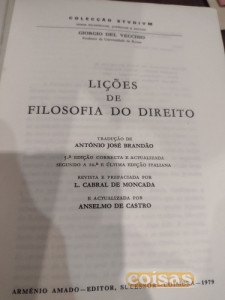 COLECÇÃO STUDIUM
GIORGIO DEL VECCHIO
Professor da Universidade de Roma
LIÇÕES
DE
FILOSOFIA DO DIREITO
TRADUÇÃO DE
ANTÓNIO JOSÉ BRANDÃO
5.ª EDIÇÃO CORRECTA E ACTUALIZADA
SEGUNDO A 10.ª E ÚLTIMA EDIÇÃO ITALIANA
REVISTA E PREFACIADA POR
L. CABRAL DE MONCADA
E ACTUALIZADA POR
ANSELMO DE CASTRO
ARMÉNIO AMADO—EDITOR, SUCESSOR—COIMBRA—1979
coisas